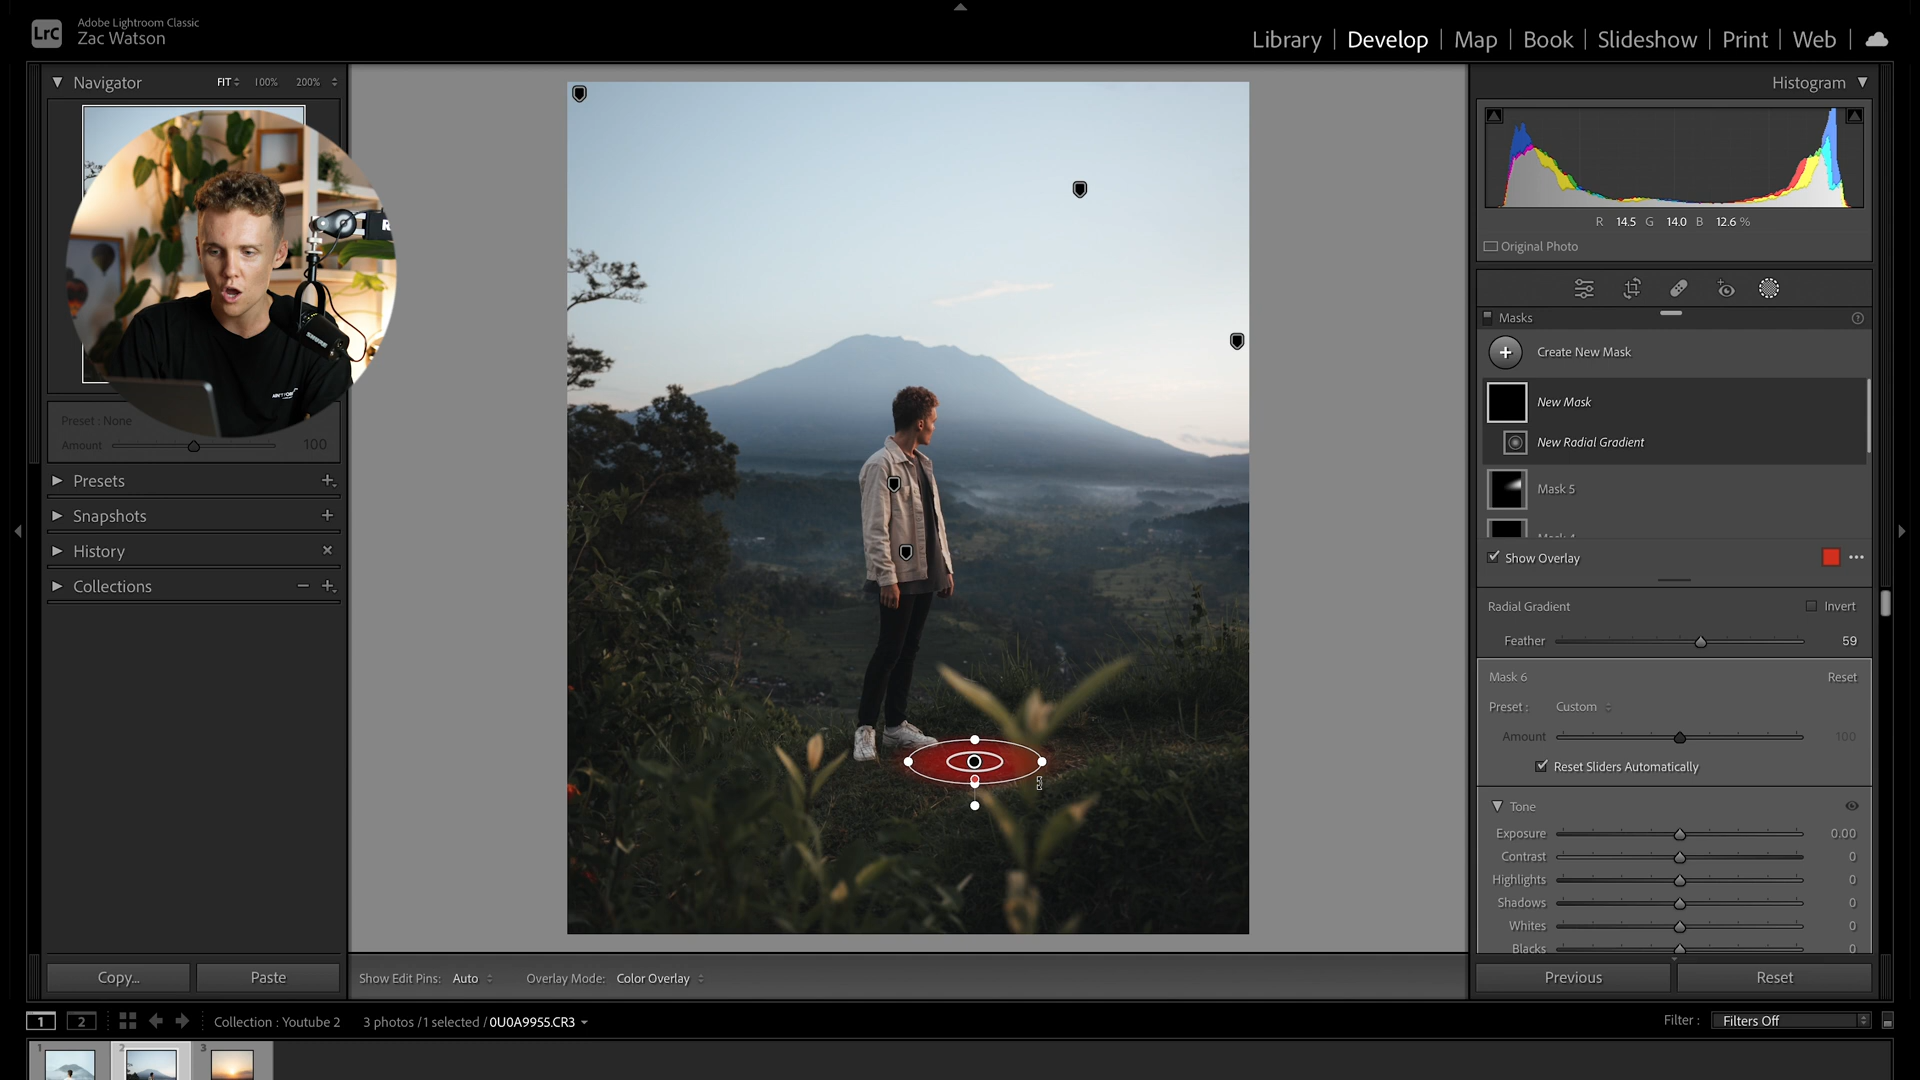 LrC
Adobe Lightroom Classic
Zac Watson
Library | Develop | Map | Book | Slideshow | Print | Web
Navigator
FIT
100%
200%
Preset : None
Amount
100
Presets
Snapshots
History
Collections
Copy...
Paste
Show Edit Pins: Auto
Overlay Mode: Color Overlay
Histogram
R 14.5 G 14.0 B 12.6 %
Original Photo
Masks
Create New Mask
New Mask
New Radial Gradient
Mask 5
Show Overlay
Radial Gradient
Invert
Feather
59
Mask 6
Reset
Preset :
Custom
Amount
100
Reset Sliders Automatically
Tone
Exposure 0.00
Contrast 0
Highlights 0
Shadows 0
Whites 0
Blacks
Previous
Reset
1
2
Collection : Youtube 2
3 photos / 1 selected / 0U0A9955.CR3
Filter :
Filters Off
1
2
3
SHURE